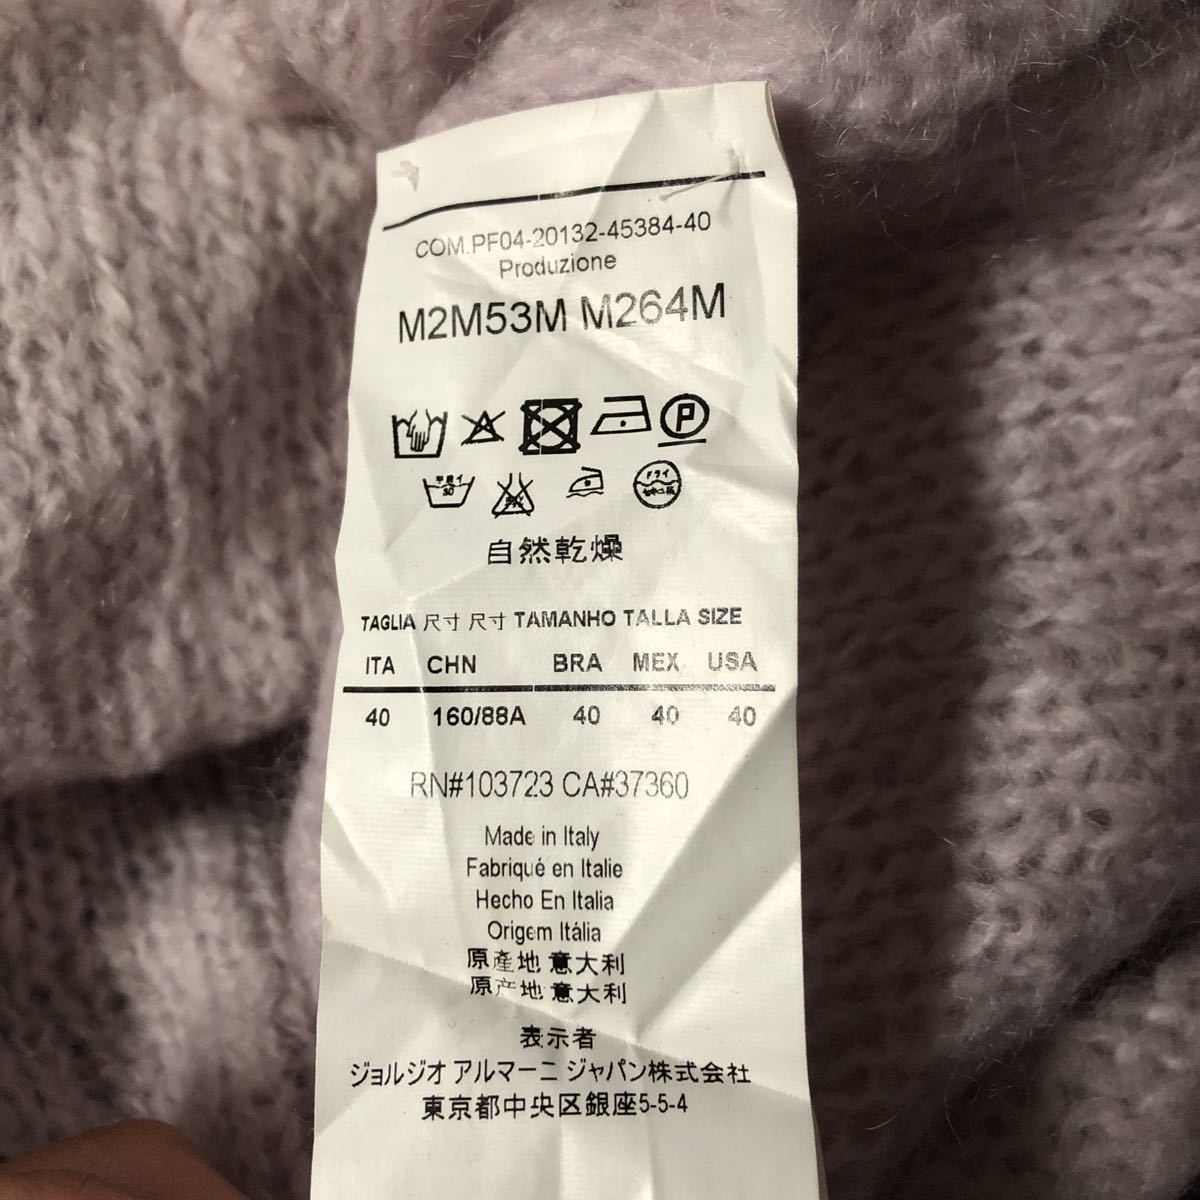 COM.PF04-20132-45384-40
Produzione
M2M53M M264M
P
自然乾燥
TAGLIA 尺寸 尺寸 TAMANHO TALLA SIZE
ITA CHN BRA MEX USA
40 160/88A 40 40 40
RN#103723 CA#37360
Made in Italy
Fabriqué en Italie
Hecho En Italia
Origem Itália
原產地 意大利
原产地 意大利
表示者
ジョルジオ アルマーニ ジャパン株式会社
東京都中央区銀座5-5-4